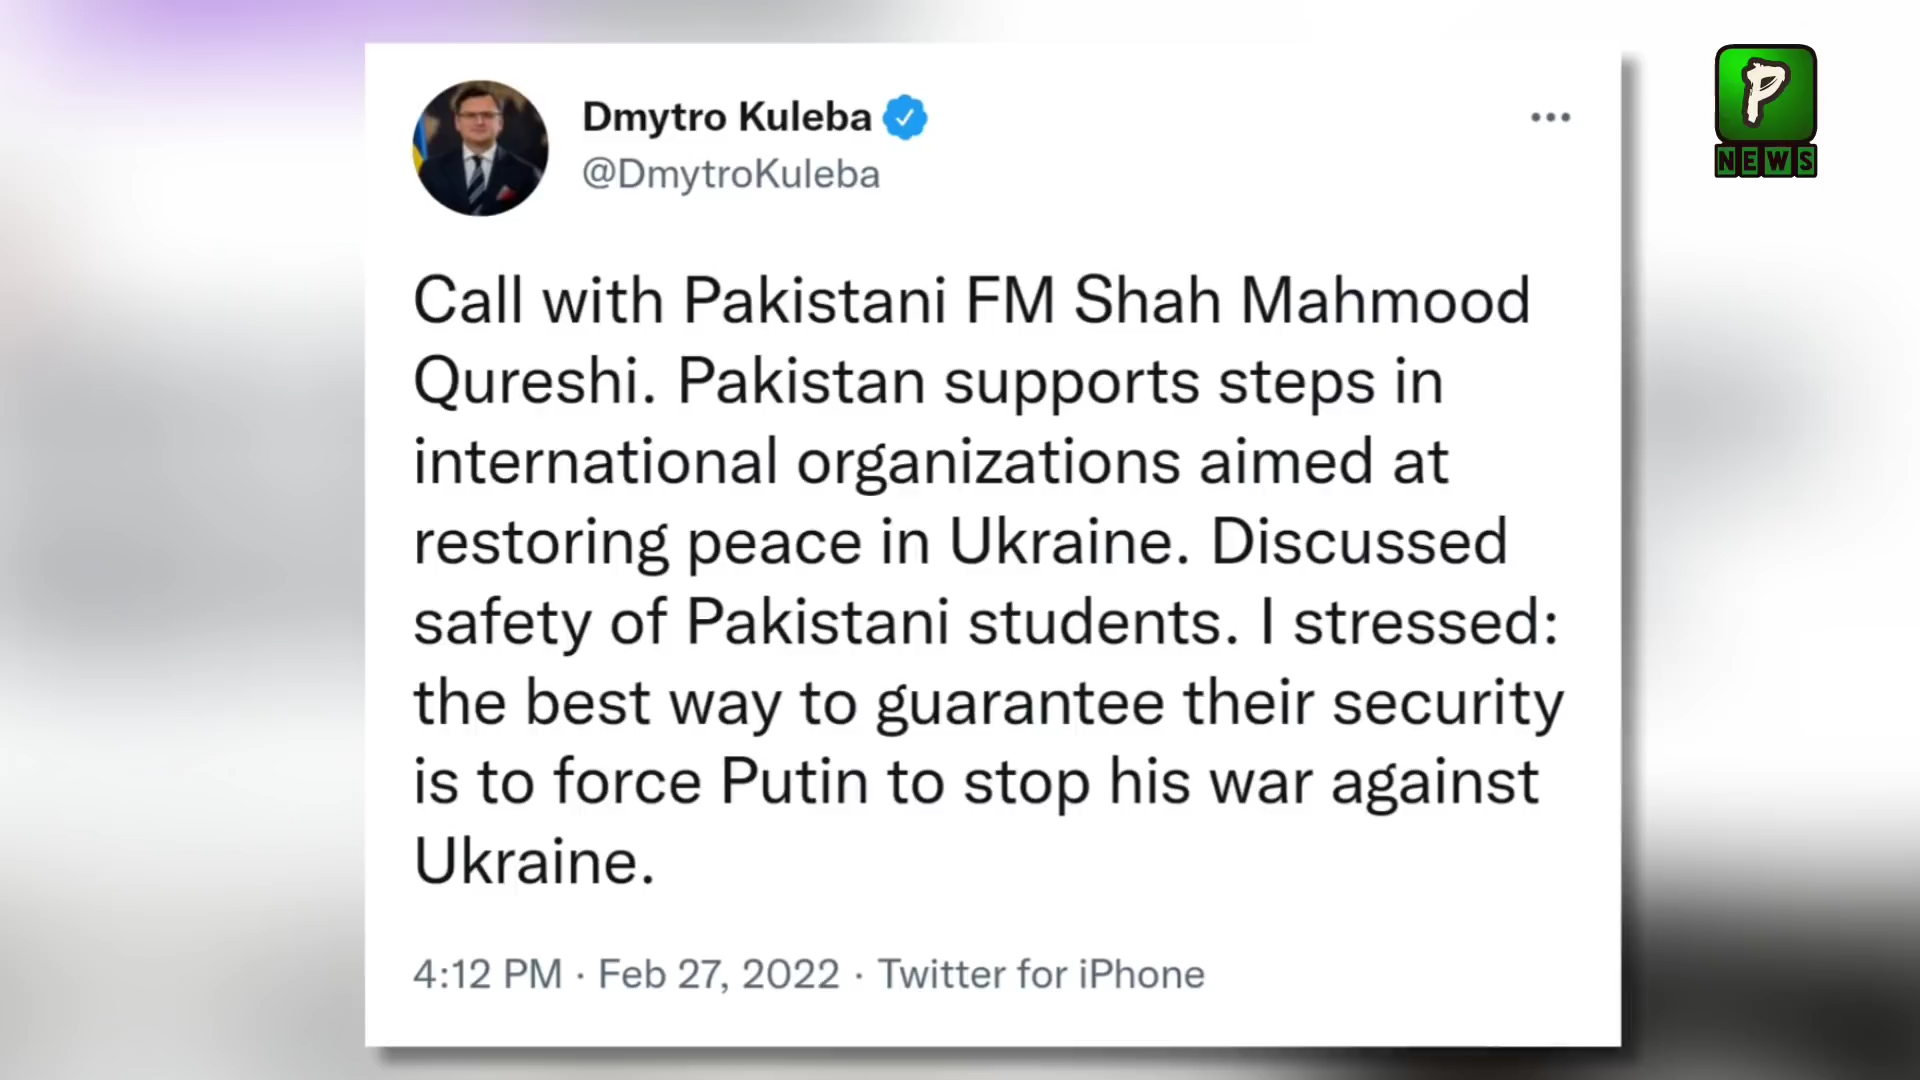 Dmytro Kuleba
@DmytroKuleba
P
NEWS
Call with Pakistani FM Shah Mahmood
Qureshi. Pakistan supports steps in
international organizations aimed at
restoring peace in Ukraine. Discussed
safety of Pakistani students. I stressed:
the best way to guarantee their security
is to force Putin to stop his war against
Ukraine.
4:12 PM · Feb 27, 2022 · Twitter for iPhone